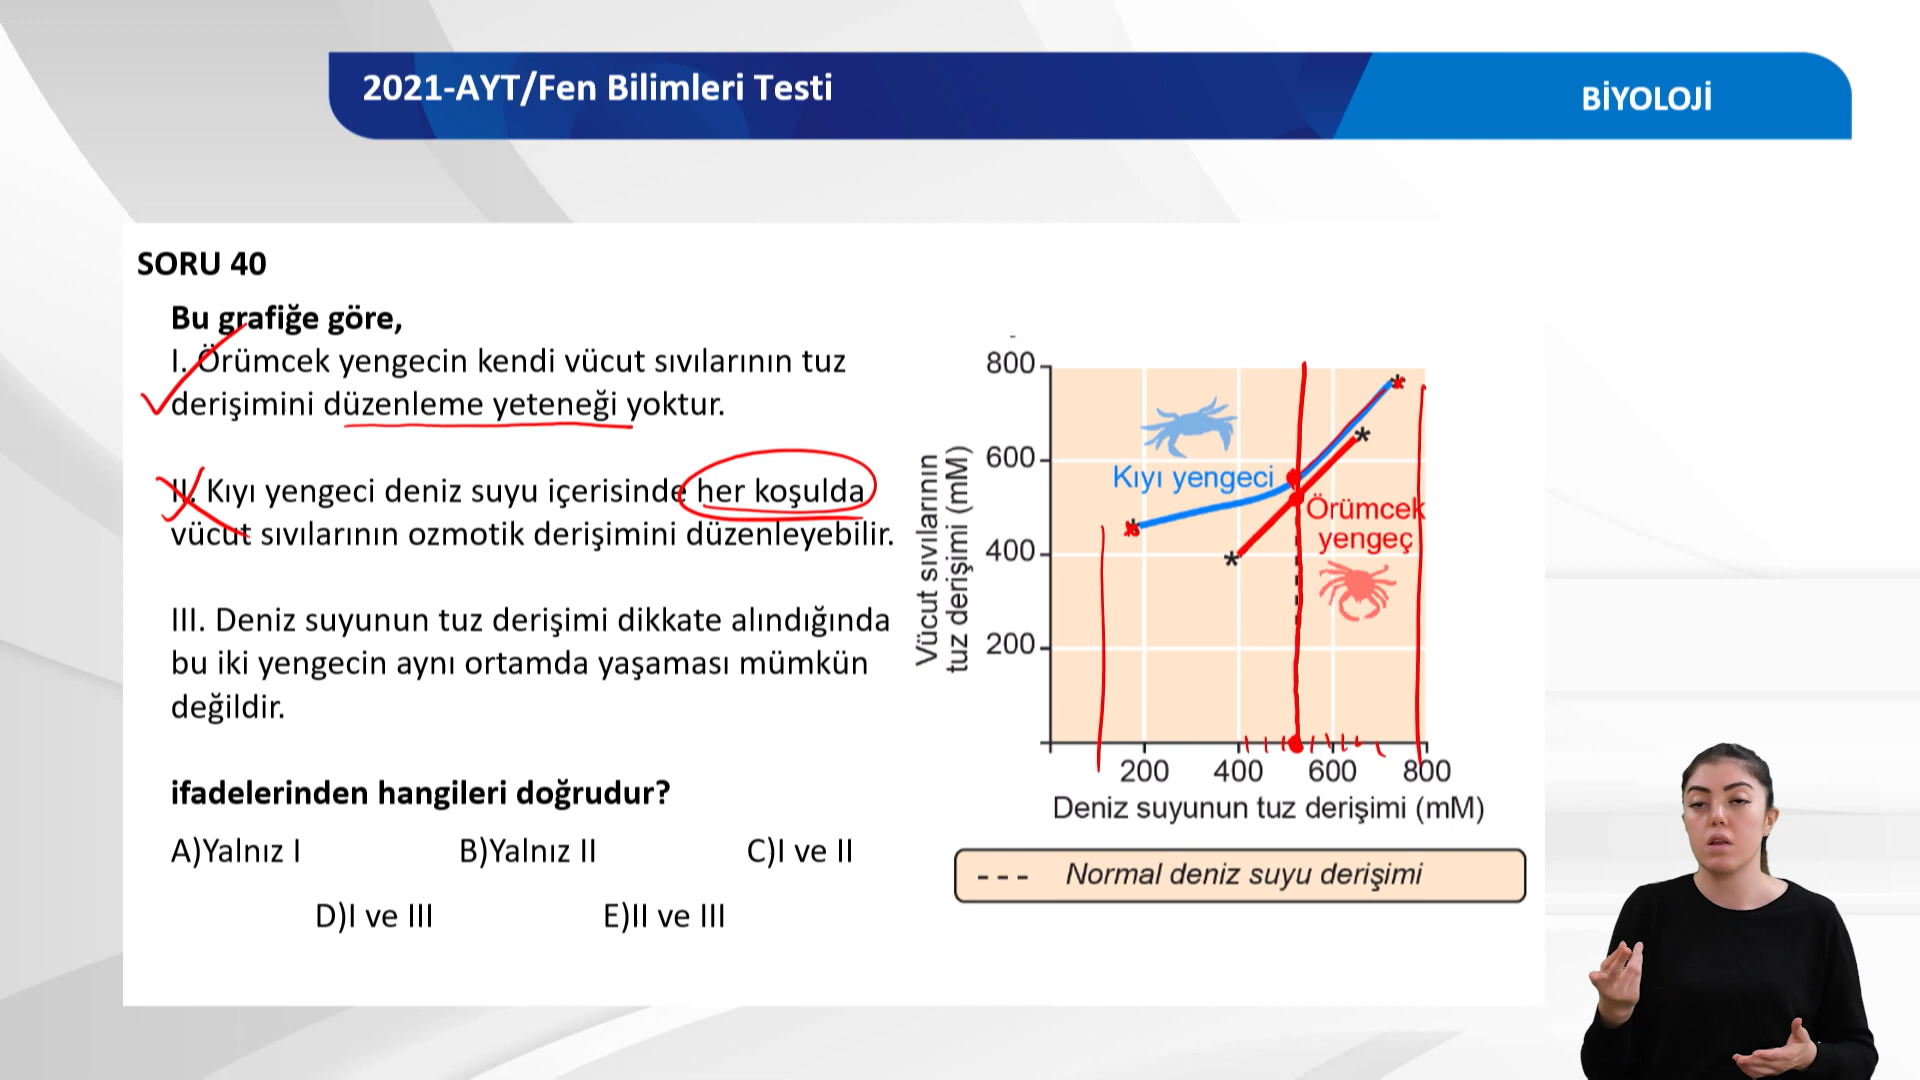 2021-AYT/Fen Bilimleri Testi
BİYOLOJİ
SORU 40
Bu grafiğe göre,
I. Örümcek yengecin kendi vücut sıvılarının tuz
derişimini düzenleme yeteneği yoktur.
II. Kıyı yengeci deniz suyu içerisinde her koşulda
vücut sıvılarının ozmotik derişimini düzenleyebilir.
III. Deniz suyunun tuz derişimi dikkate alındığında
bu iki yengecin aynı ortamda yaşaması mümkün
değildir.
ifadelerinden hangileri doğrudur?
A)Yalnız I B)Yalnız II C)I ve II
D)I ve III E)II ve III
Vücut sıvılarının
tuz derişimi (mM)
800
600
400
200
Kıyı yengeci
Örümcek
yengeç
200 400 600 800
Deniz suyunun tuz derişimi (mM)
--- Normal deniz suyu derişimi